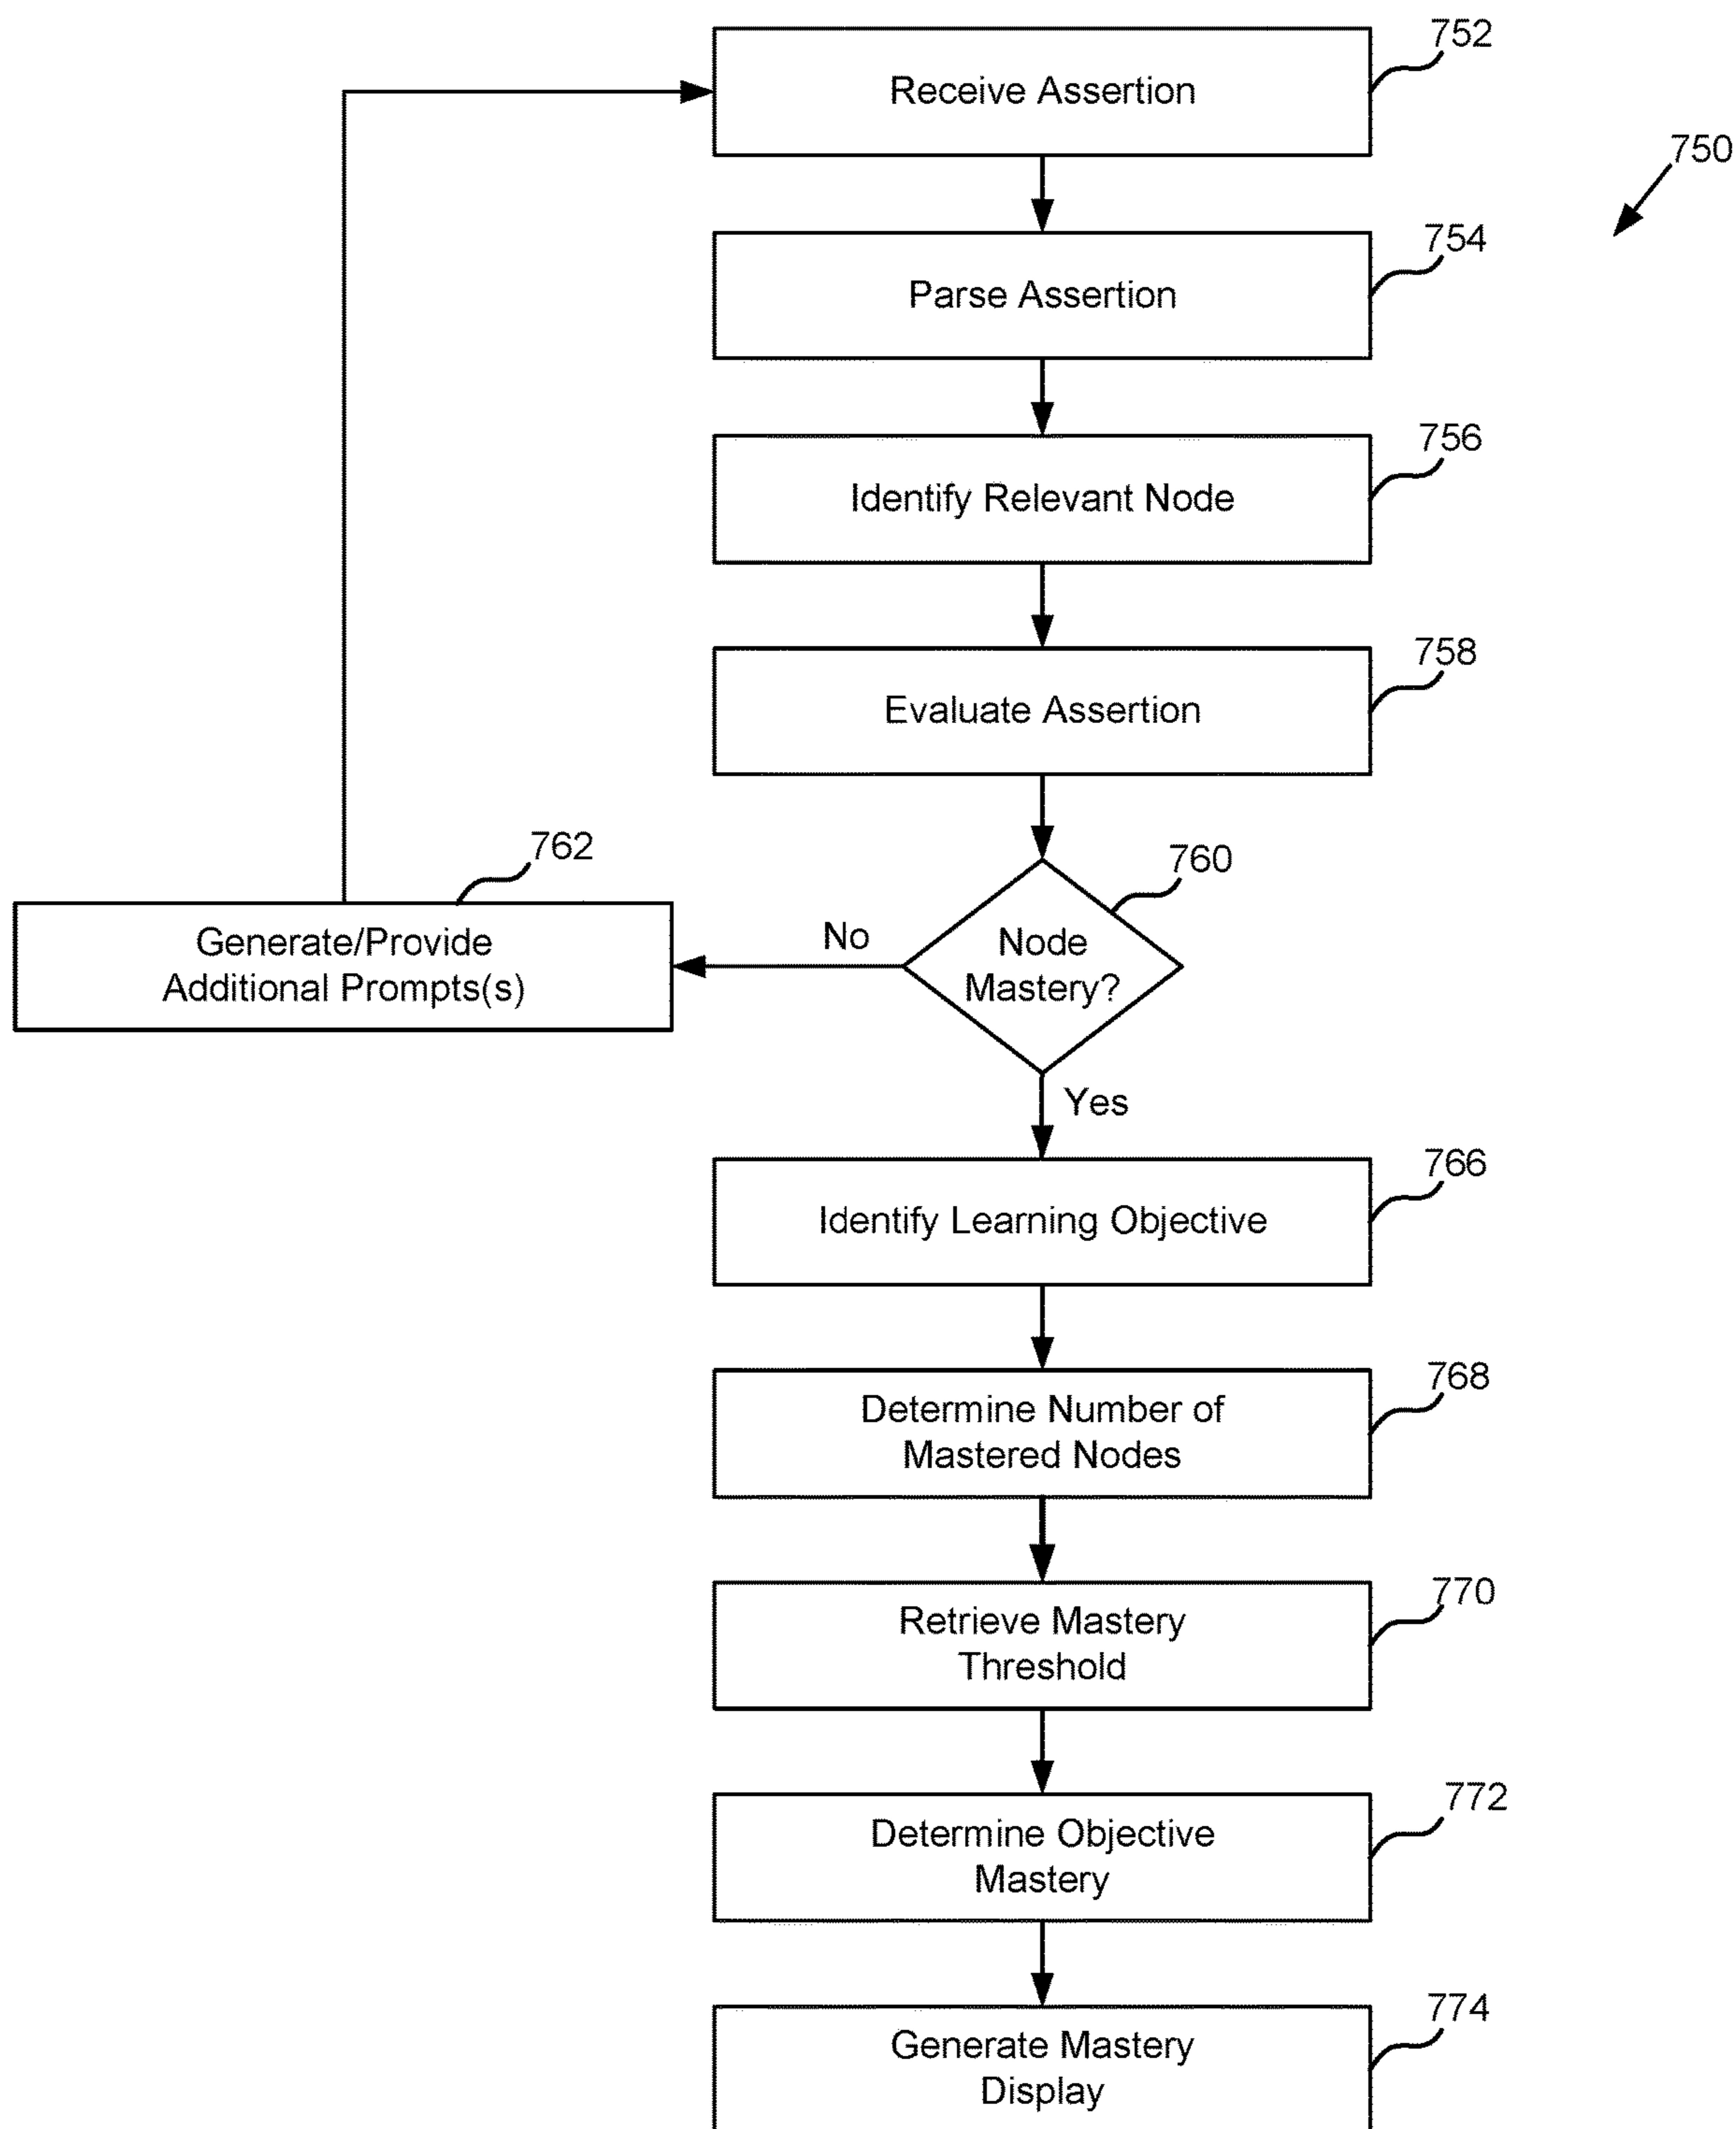 752
Receive Assertion
750
754
Parse Assertion
756
Identify Relevant Node
758
Evaluate Assertion
762
760
Generate/Provide
Additional Prompts(s)
No
Node
Mastery?
Yes
766
Identify Learning Objective
768
Determine Number of
Mastered Nodes
770
Retrieve Mastery
Threshold
772
Determine Objective
Mastery
774
Generate Mastery
Display